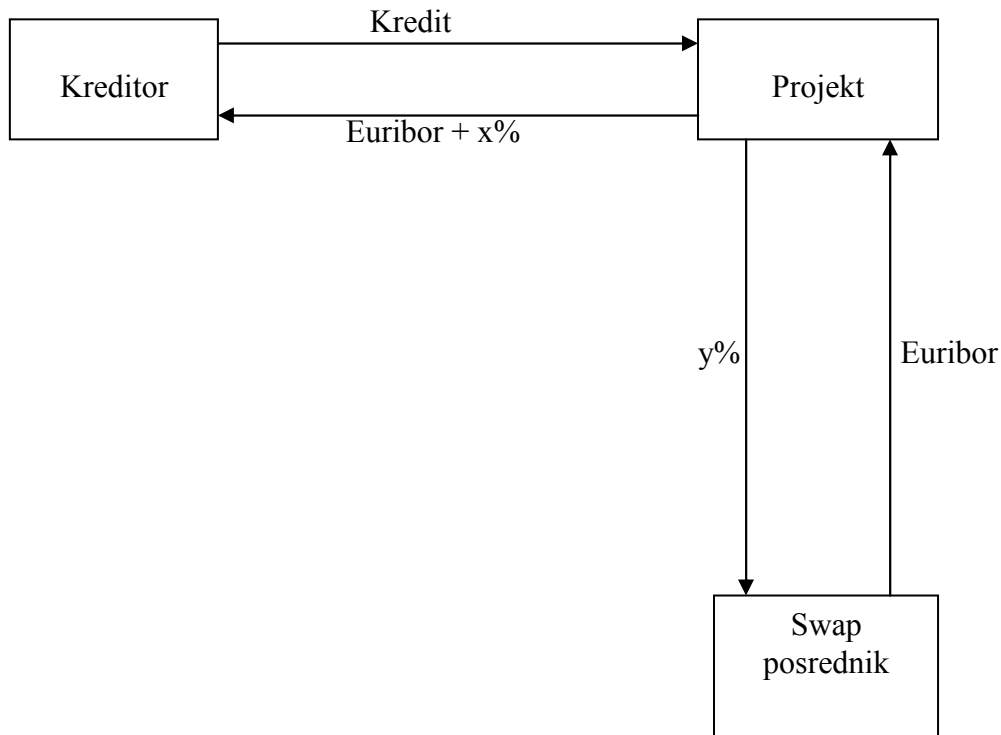 Kredit
Kreditor
Projekt
Euribor + x%
y%
Euribor
Swap
posrednik